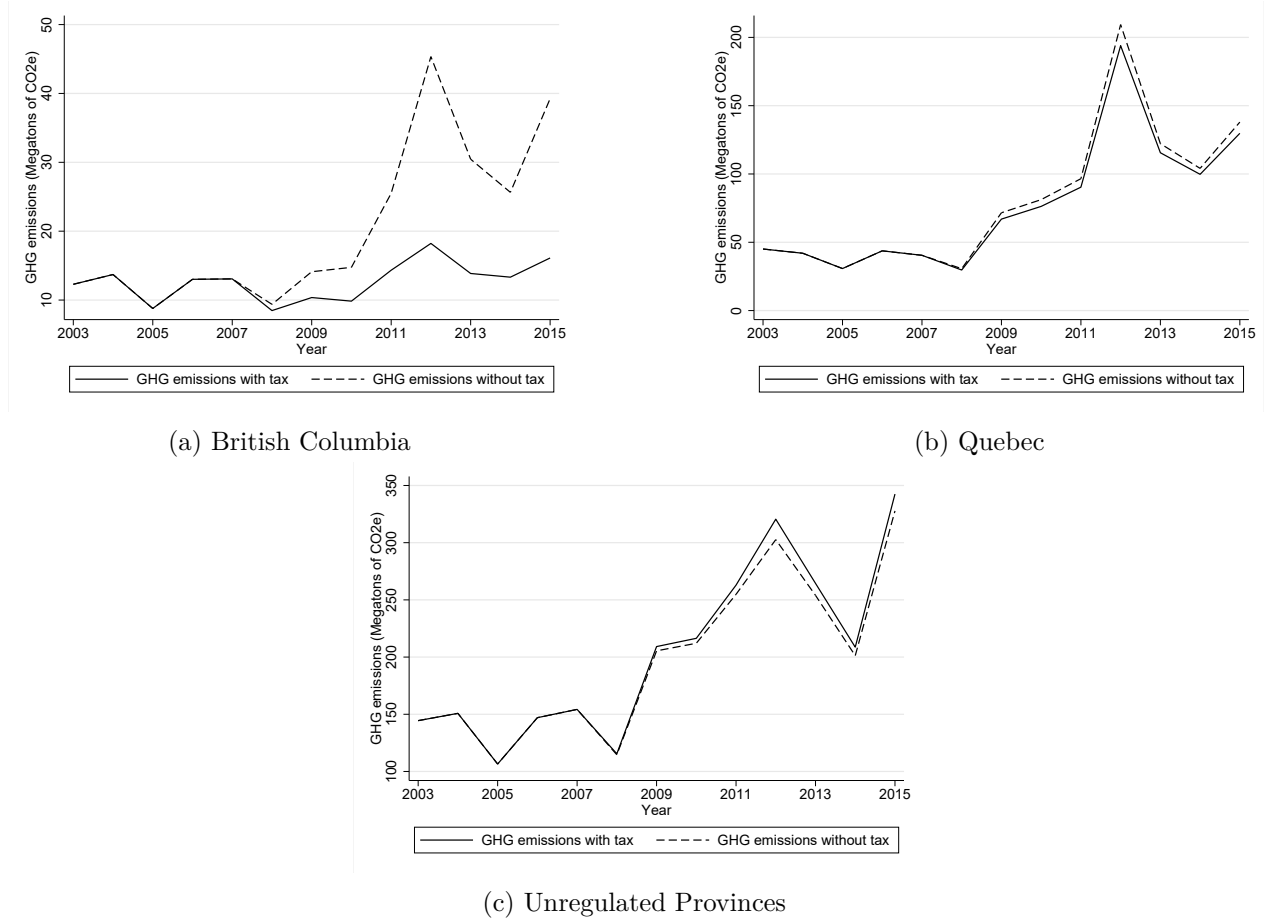 GHG emissions (Megatons of CO2e)
50
40
30
20
10
2003 2005 2007 2009 2011 2013 2015
Year
GHG emissions with tax GHG emissions without tax
(a) British Columbia
GHG emissions (Megatons of CO2e)
200
150
100
50
0
2003 2005 2007 2009 2011 2013 2015
Year
GHG emissions with tax GHG emissions without tax
(b) Quebec
GHG emissions (Megatons of CO2e)
350
300
250
200
150
100
2003 2005 2007 2009 2011 2013 2015
Year
GHG emissions with tax GHG emissions without tax
(c) Unregulated Provinces